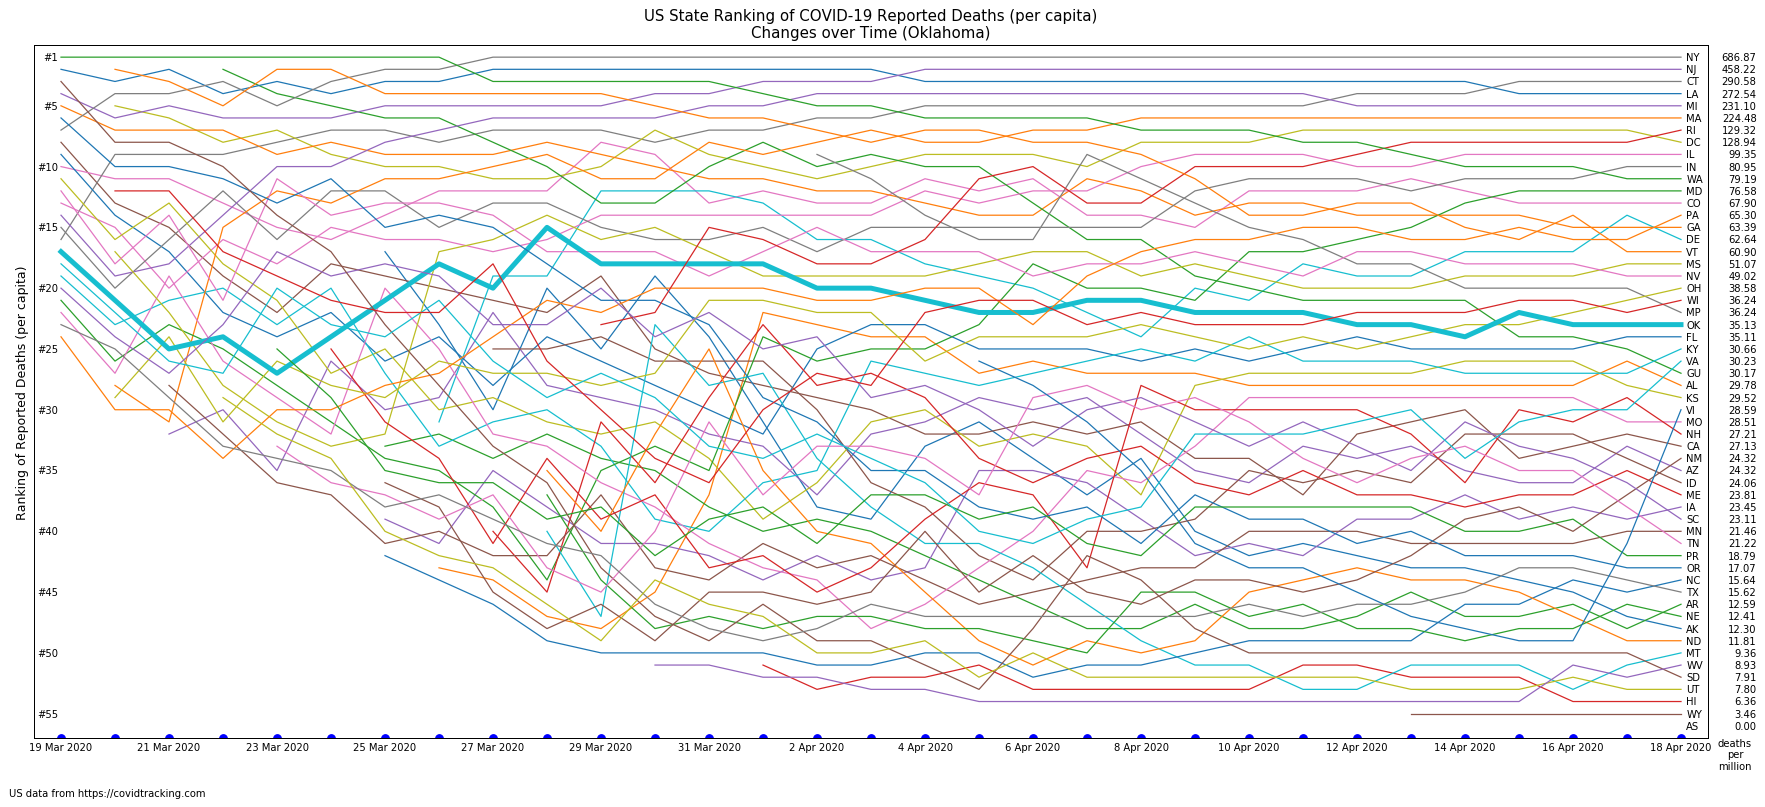 US State Ranking of COVID-19 Reported Deaths (per capita)
Changes over Time (Oklahoma)
Ranking of Reported Deaths (per capita)
#1
#5
#10
#15
#20
#25
#30
#35
#40
#45
#50
#55
NY 686.87
NJ 458.22
CT 290.58
LA 272.54
MI 231.10
MA 224.48
RI 129.32
DC 128.94
IL 99.35
IN 80.95
WA 79.19
MD 76.58
CO 67.90
PA 65.30
GA 63.39
DE 62.64
VT 60.90
MS 51.07
NV 49.02
OH 38.58
WI 36.24
MP 36.24
OK 35.13
FL 35.11
KY 30.66
VA 30.23
GU 30.17
AL 29.78
KS 29.52
VI 28.59
MO 28.51
NH 27.21
CA 27.13
NM 24.32
AZ 24.32
ID 24.06
ME 23.81
IA 23.45
SC 23.11
MN 21.46
TN 21.22
PR 18.79
OR 17.07
NC 15.64
TX 15.62
AR 12.59
NE 12.41
AK 12.30
ND 11.81
MT 9.36
WV 8.93
SD 7.91
UT 7.80
HI 6.36
WY 3.46
AS 0.00
19 Mar 2020 21 Mar 2020 23 Mar 2020 25 Mar 2020 27 Mar 2020 29 Mar 2020 31 Mar 2020 2 Apr 2020 4 Apr 2020 6 Apr 2020 8 Apr 2020 10 Apr 2020 12 Apr 2020 14 Apr 2020 16 Apr 2020 18 Apr 2020
deaths
per
million
US data from https://covidtracking.com